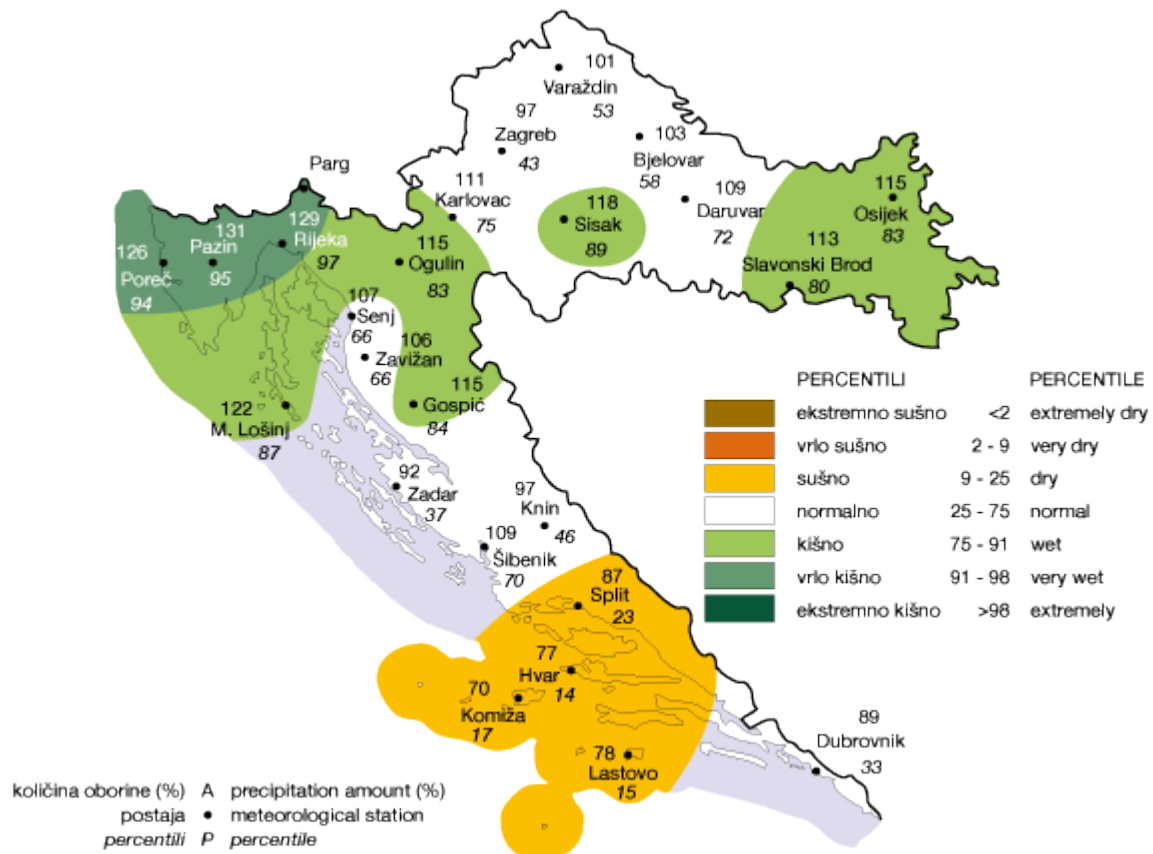 101
Varaždin
53
97
Zagreb
43
103
Bjelovar
58
Parg
111
Karlovac
75
118
Sisak
89
109
Daruvar
72
115
Osijek
83
113
Slavonski Brod
80
126
Poreč
94
131
Pazin
95
129
Rijeka
97
115
Ogulin
83
107
Senj
66
106
Zavižan
66
115
Gospić
84
122
M. Lošinj
87
92
Zadar
37
97
Knin
46
109
Šibenik
70
87
Split
23
77
Hvar
14
70
Komiža
17
78
Lastovo
15
89
Dubrovnik
33
PERCENTILI PERCENTILE
ekstremno sušno <2 extremely dry
vrlo sušno 2 - 9 very dry
sušno 9 - 25 dry
normalno 25 - 75 normal
kišno 75 - 91 wet
vrlo kišno 91 - 98 very wet
ekstremno kišno >98 extremely
količina oborine (%) A precipitation amount (%)
postaja • meteorological station
percentili P percentile